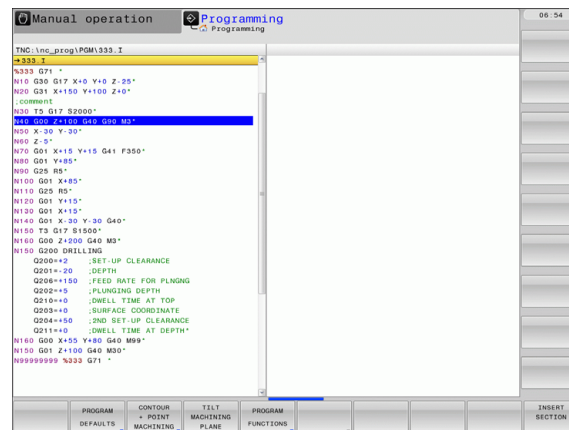 Manual operation
Programming
Programming
06:54
TNC:\nc_prog\PGM\333.I
→333.I
%333 G71 *
N10 G30 G17 X+0 Y+0 Z-25*
N20 G31 X+150 Y+100 Z+0*
;comment
N30 T5 G17 S2000*
N40 G00 Z+100 G40 G90 M3*
N50 X-30 Y-30*
N60 Z-5*
N70 G01 X+15 Y+15 G41 F350*
N80 G01 Y+85*
N90 G25 R5*
N100 G01 X+85*
N110 G25 R5*
N120 G01 Y+15*
N130 G01 X+15*
N140 G01 X-30 Y-30 G40*
N150 T3 G17 S1500*
N160 G00 Z+200 G40 M3*
N150 G200 DRILLING
Q200=+2 ;SET-UP CLEARANCE
Q201=-20 ;DEPTH
Q206=+150 ;FEED RATE FOR PLNGNG
Q202=+5 ;PLUNGING DEPTH
Q210=+0 ;DWELL TIME AT TOP
Q203=+0 ;SURFACE COORDINATE
Q204=+50 ;2ND SET-UP CLEARANCE
Q211=+0 ;DWELL TIME AT DEPTH*
N160 G00 X+55 Y+80 G40 M99*
N150 G01 Z+100 G40 M30*
N99999999 %333 G71 *
PROGRAM
DEFAULTS
CONTOUR
+ POINT
MACHINING
TILT
MACHINING
PLANE
PROGRAM
FUNCTIONS
INSERT
SECTION